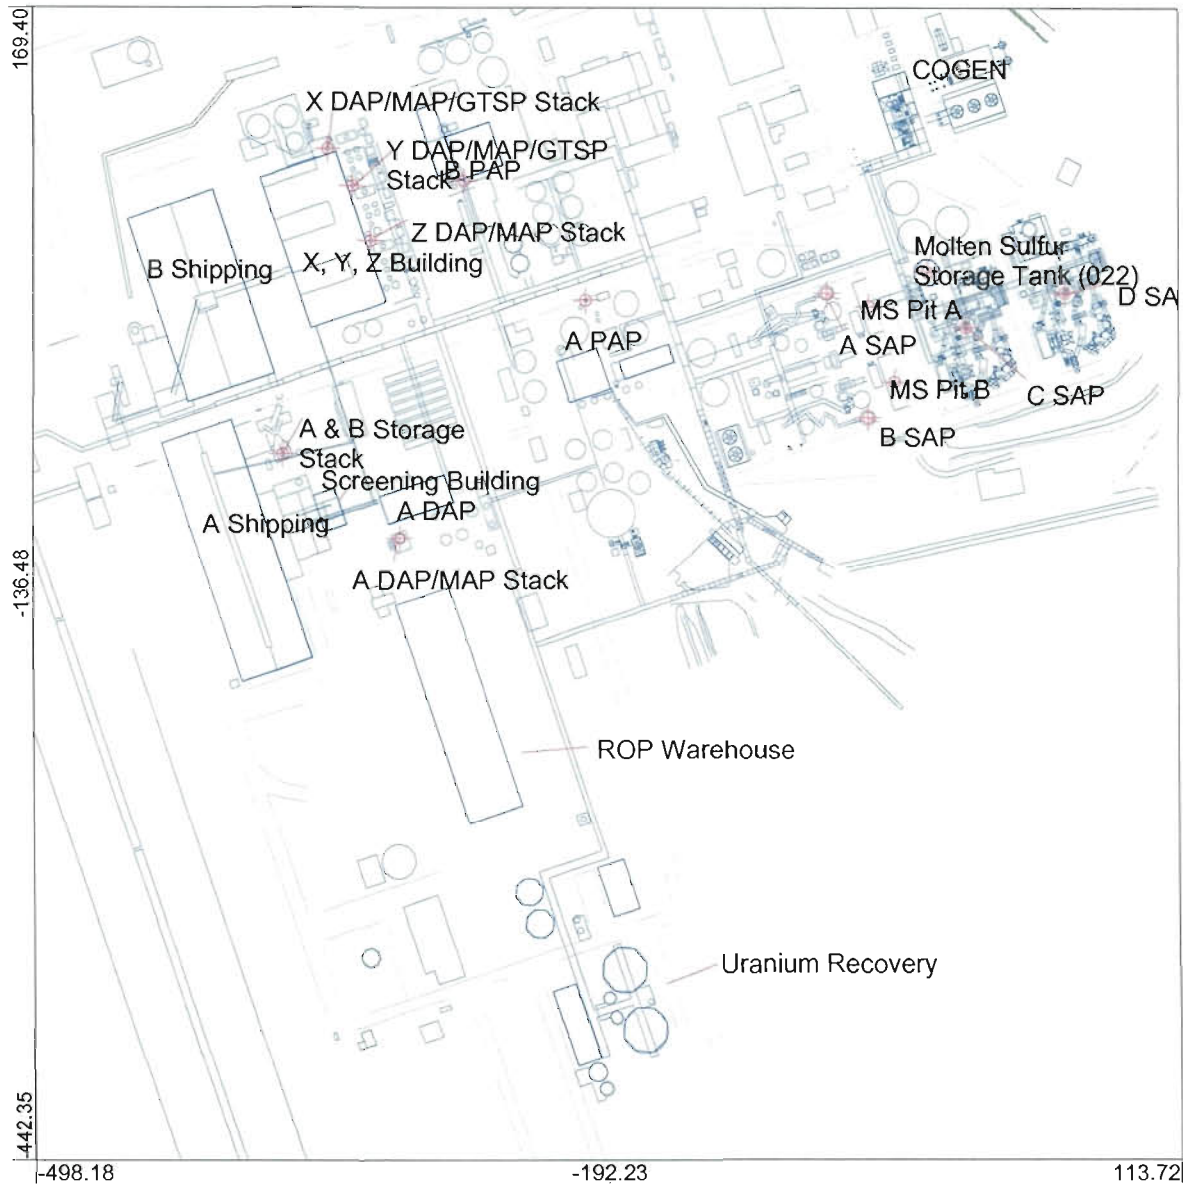 169.40
COGEN
X DAP/MAP/GTSP Stack
Y DAP/MAP/GTSP
Stack
B PAP
Z DAP/MAP Stack
Molten Sulfur
Storage Tank (022)
B Shipping
X, Y, Z Building
D SA
MS Pit A
A PAP
A SAP
MS Pit B
C SAP
A & B Storage
Stack
B SAP
Screening Building
A Shipping
A DAP
-136.48
A DAP/MAP Stack
ROP Warehouse
Uranium Recovery
-442.35
-498.18
-192.23
113.72